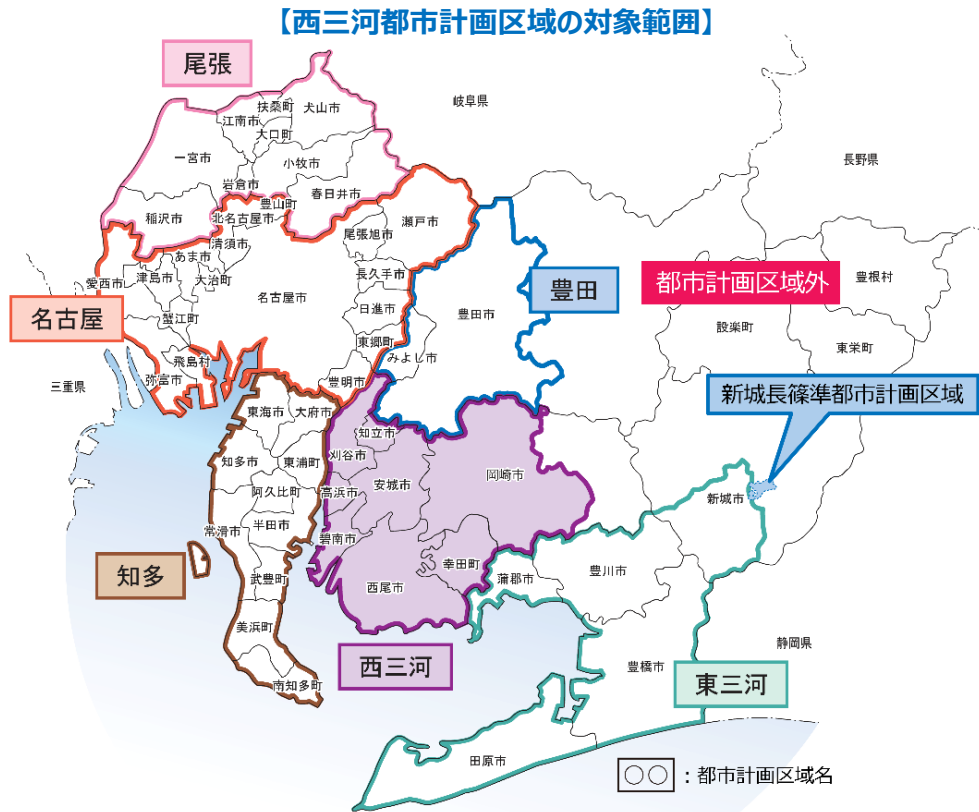 【西三河都市計画区域の対象範囲】
尾張
扶桑町
犬山市
江南市
大口町
岐阜県
一宮市
小牧市
長野県
岩倉市
春日井市
豊山町
稲沢市
北名古屋市
瀬戸市
清須市
尾張旭市
あま市
愛西市
津島市
大治町
長久手市
名古屋市
豊田
都市計画区域外
豊根村
名古屋
蟹江町
日進市
豊田市
設楽町
東郷町
東栄町
飛島村
みよし市
弥富市
豊明市
三重県
新城長篠準都市計画区域
東海市
大府市
知立市
知多市
東浦町
刈谷市
岡崎市
高浜市
安城市
阿久比町
新城市
半田市
常滑市
碧南市
幸田町
知多
武豊町
西尾市
蒲郡市
豊川市
美浜町
西三河
豊橋市
静岡県
南知多町
東三河
田原市
○○：都市計画区域名